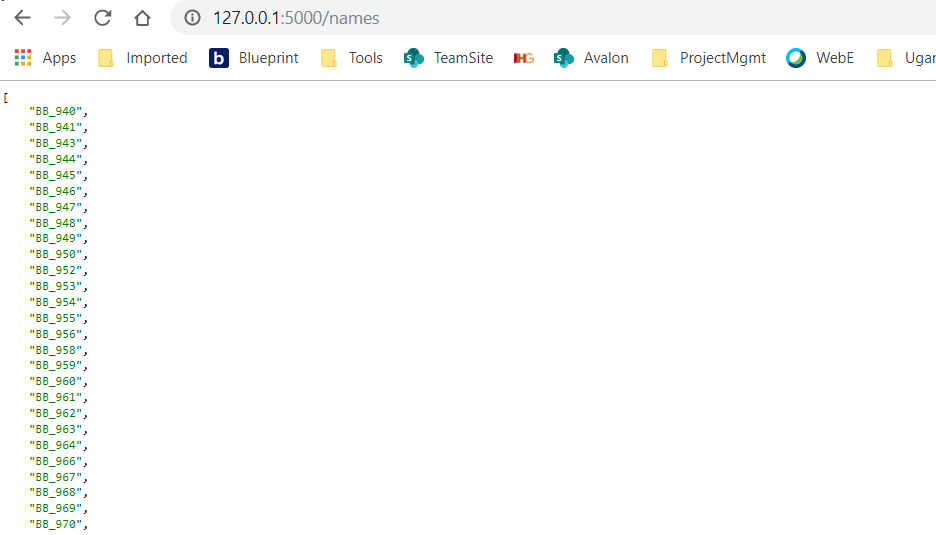 127.0.0.1:5000/names
Apps Imported b Blueprint Tools S TeamSite IHG S Avalon ProjectMgmt WebE Ugan
[
"BB_940",
"BB_941",
"BB_943",
"BB_944",
"BB_945",
"BB_946",
"BB_947",
"BB_948",
"BB_949",
"BB_950",
"BB_952",
"BB_953",
"BB_954",
"BB_955",
"BB_956",
"BB_958",
"BB_959",
"BB_960",
"BB_961",
"BB_962",
"BB_963",
"BB_964",
"BB_966",
"BB_967",
"BB_968",
"BB_969",
"BB_970",